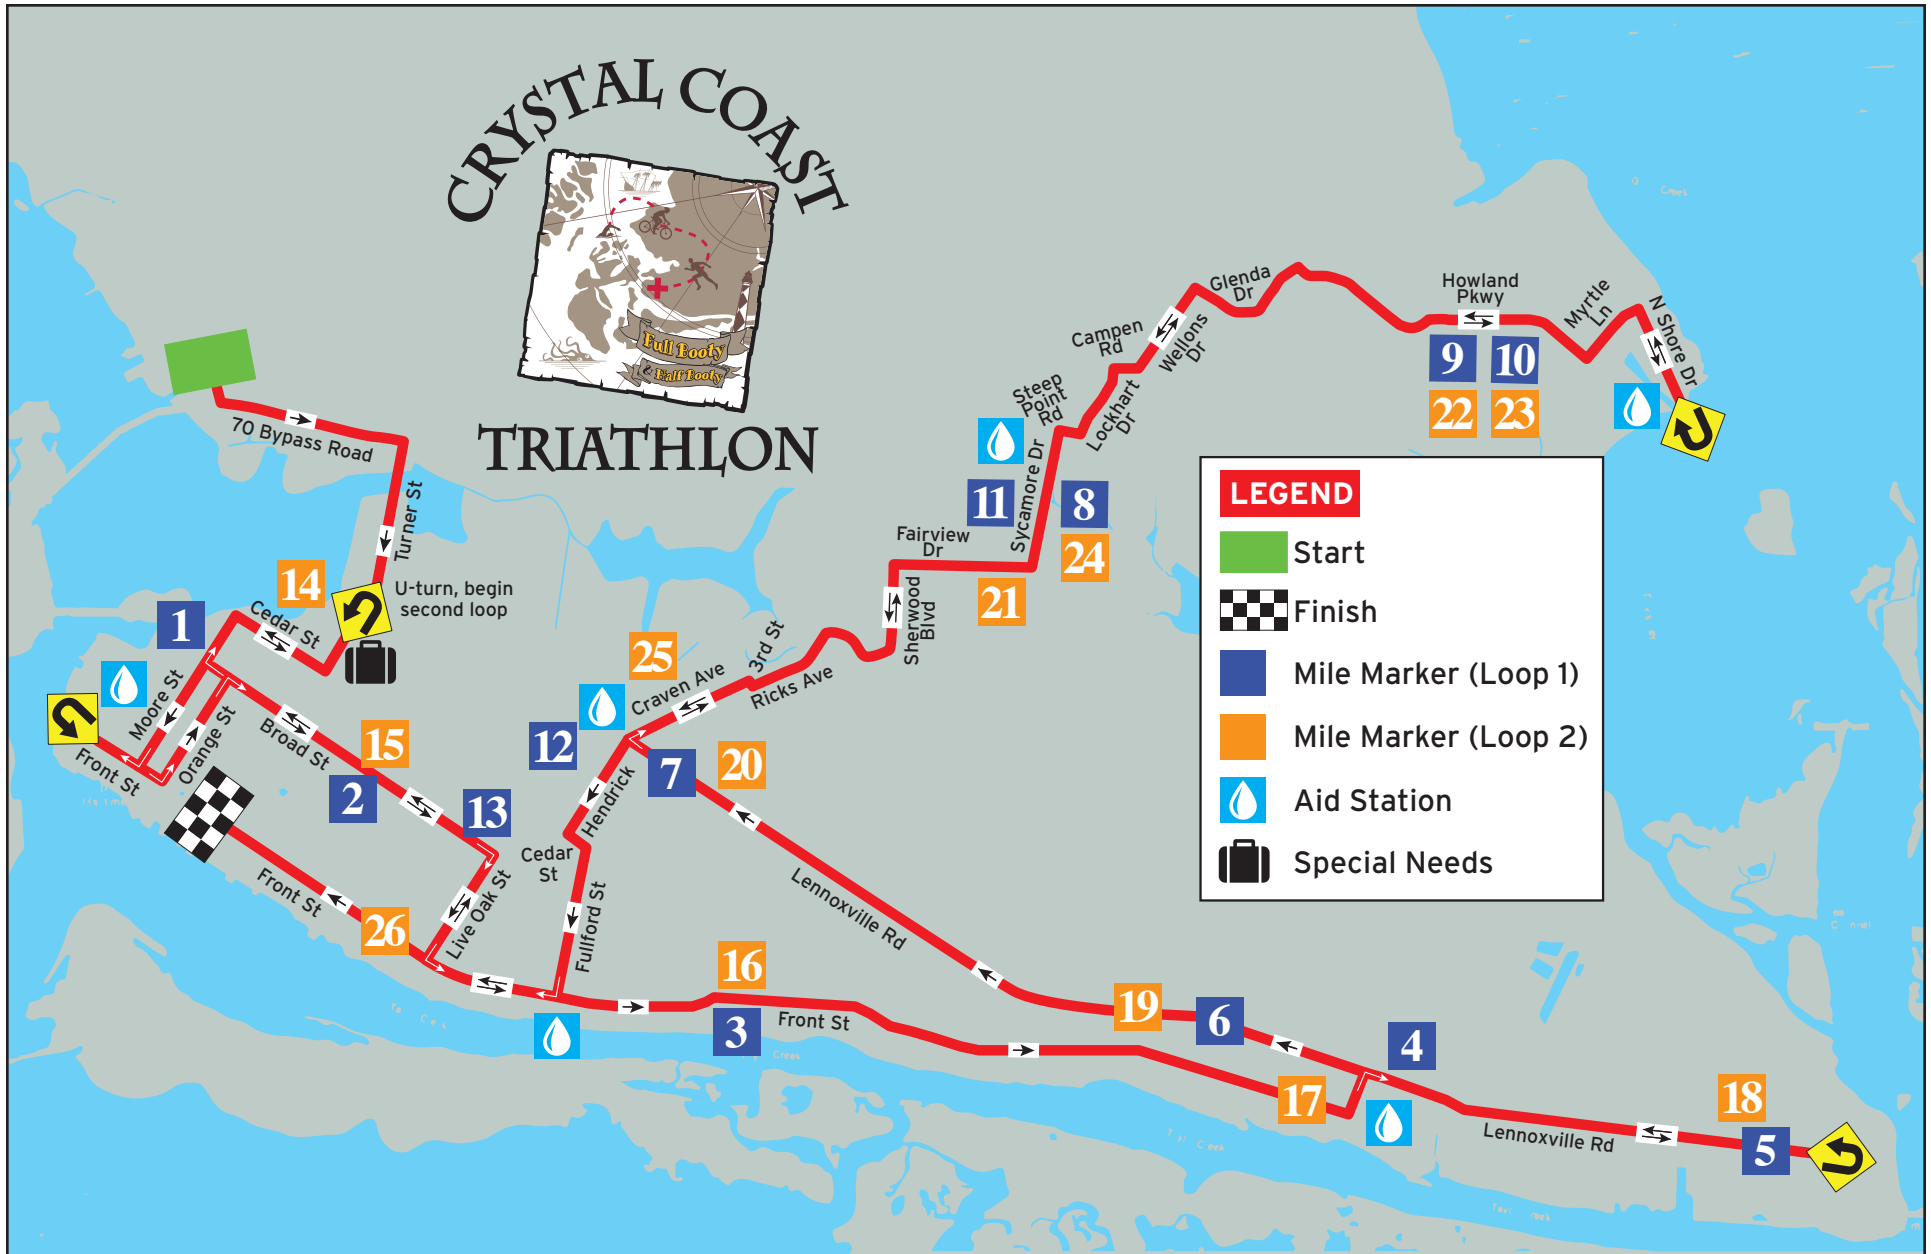 CRYSTAL COAST
Full Footy
& Half Footy
TRIATHLON
70 Bypass Road
Turner St
14
U-turn, begin
second loop
1
Cedar St
Moore St
Orange St
Front St
Broad St
15
2
13
Live Oak St
Front St
26
25
Craven Ave
3rd St
Ricks Ave
12
7
20
Hendrick
Cedar
St
Fullford St
Lennoxville Rd
16
3
Front St
19
6
4
17
18
5
Lennoxville Rd
Fairview
Dr
Sherwood
Blvd
21
Sycamore Dr
11
8
24
Steep
Point
Rd
Lockhart
Dr
Campen
Rd
Wellons
Dr
Glenda
Dr
Howland
Pkwy
9
10
22
23
Myrtle
Ln
N Shore Dr
LEGEND
Start
Finish
Mile Marker (Loop 1)
Mile Marker (Loop 2)
Aid Station
Special Needs
Creek
Creek
Creek